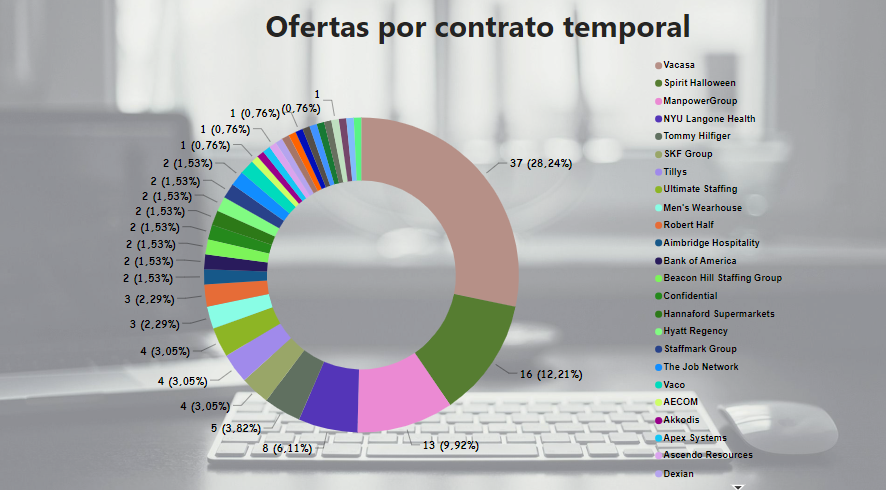 Ofertas por contrato temporal
37 (28,24%)
16 (12,21%)
13 (9,92%)
8 (6,11%)
5 (3,82%)
4 (3,05%)
4 (3,05%)
4 (3,05%)
3 (2,29%)
3 (2,29%)
2 (1,53%)
2 (1,53%)
2 (1,53%)
2 (1,53%)
2 (1,53%)
2 (1,53%)
2 (1,53%)
2 (1,53%)
1 (0,76%)
1 (0,76%)
1 (0,76%)
(0,76%)
1
Vacasa
Spirit Halloween
ManpowerGroup
NYU Langone Health
Tommy Hilfiger
SKF Group
Tillys
Ultimate Staffing
Men's Wearhouse
Robert Half
Aimbridge Hospitality
Bank of America
Beacon Hill Staffing Group
Confidential
Hannaford Supermarkets
Hyatt Regency
Staffmark Group
The Job Network
Vaco
AECOM
Akkodis
Apex Systems
Ascendo Resources
Dexian